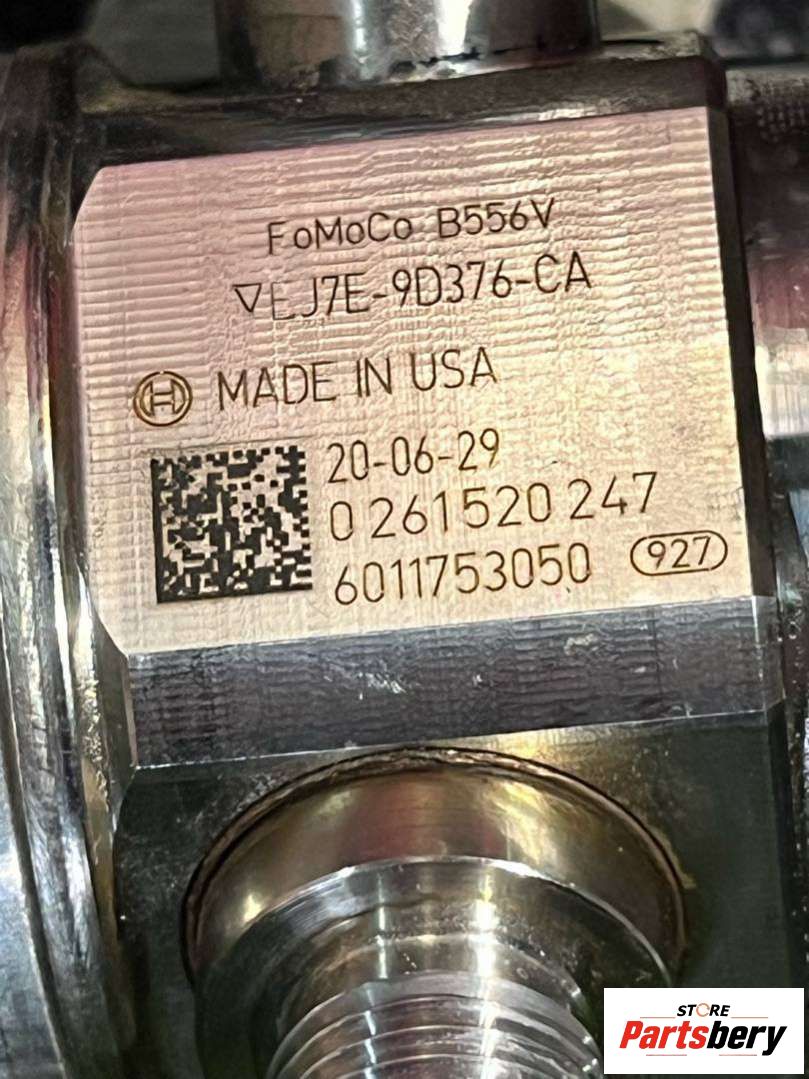 FoMoCo B556V
▽EJ7E-9D376-CA
MADE IN USA
20-06-29
0 261 520 247
6011753050 927
STORE
Partsbery